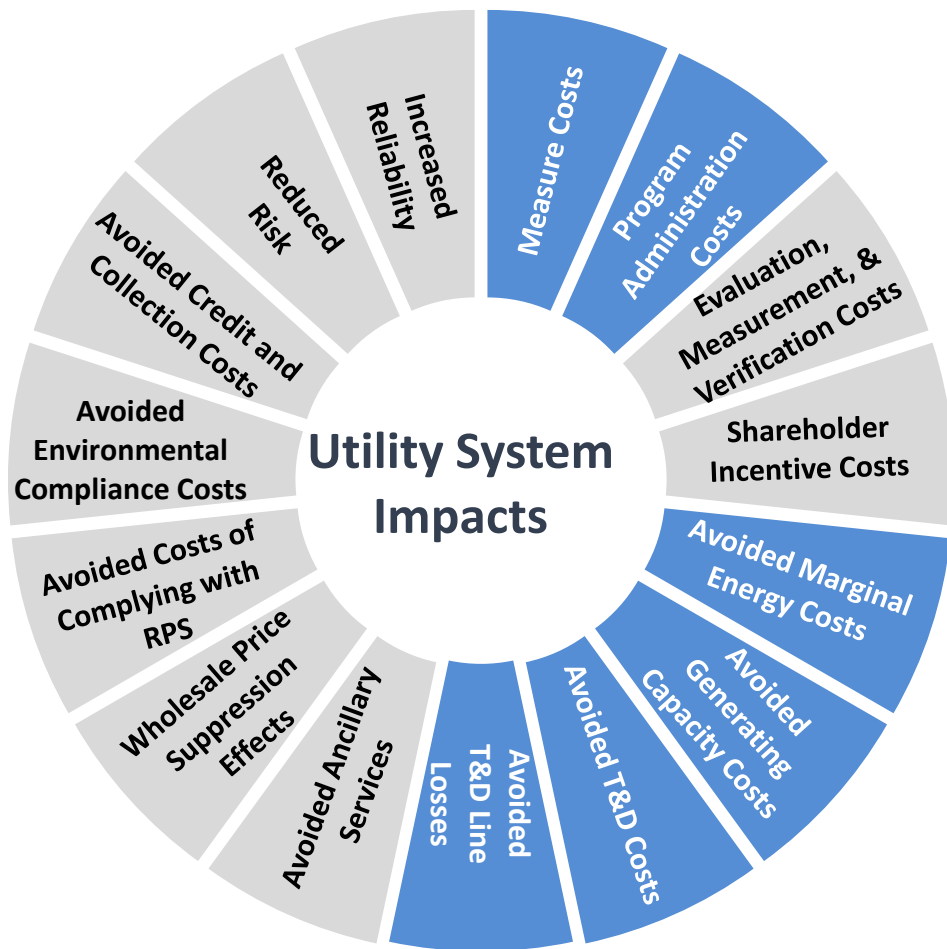 Utility System
Impacts
Measure Costs
Program
Administration
Costs
Evaluation,
Measurement, &
Verification Costs
Shareholder
Incentive Costs
Avoided Marginal
Energy Costs
Avoided
Generating
Capacity Costs
Avoided T&D Costs
Avoided
T&D Line
Losses
Avoided Ancillary
Services
Wholesale Price
Suppression
Effects
Avoided Costs of
Complying with
RPS
Avoided
Environmental
Compliance Costs
Avoided Credit and
Collection Costs
Reduced
Risk
Increased
Reliability